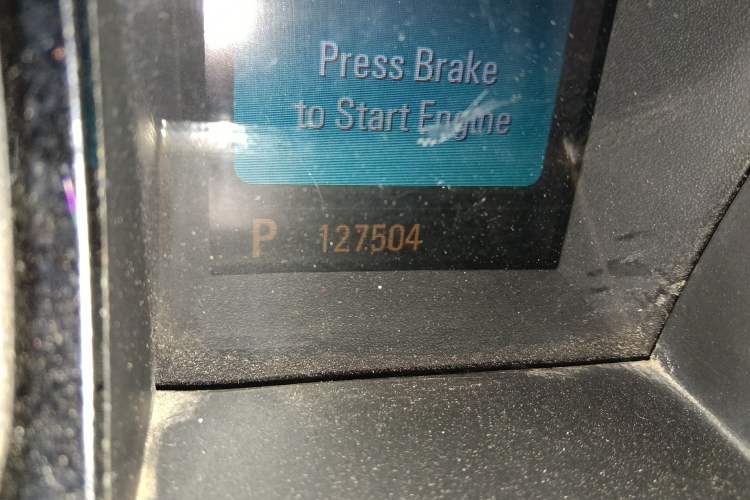 Press Brake
to Start Engine
P 127504